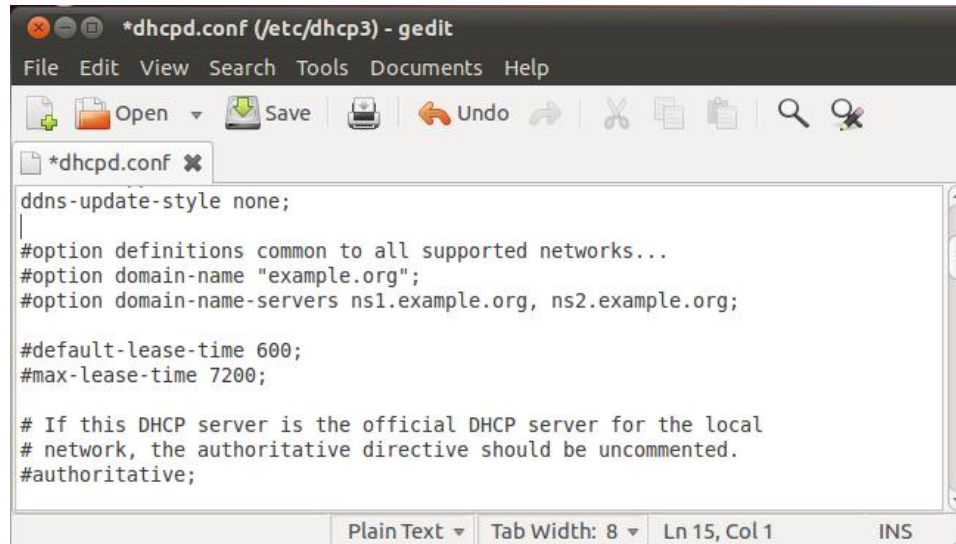 *dhcpd.conf (/etc/dhcp3) - gedit
File Edit View Search Tools Documents Help
Open Save Undo
*dhcpd.conf
ddns-update-style none;
#option definitions common to all supported networks...
#option domain-name "example.org";
#option domain-name-servers ns1.example.org, ns2.example.org;
#default-lease-time 600;
#max-lease-time 7200;
# If this DHCP server is the official DHCP server for the local
# network, the authoritative directive should be uncommented.
#authoritative;
Plain Text Tab Width: 8 Ln 15, Col 1 INS